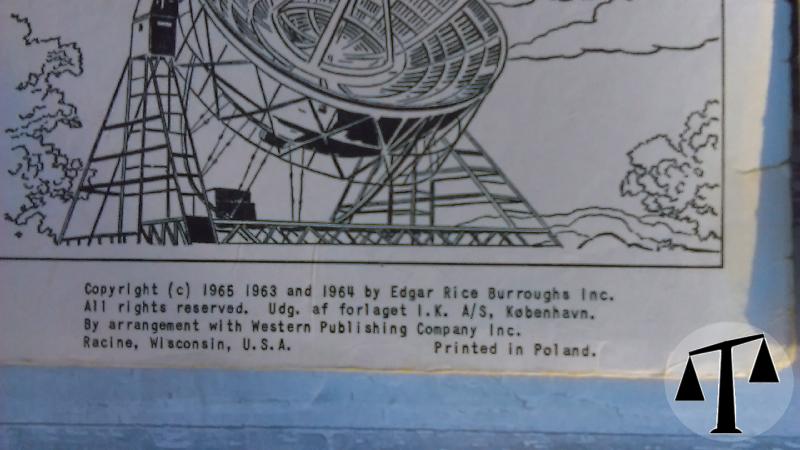 Copyright (c) 1965 1963 and 1964 by Edgar Rice Burroughs Inc.
All rights reserved. Udg. af forlaget I.K. A/S, København.
By arrangement with Western Publishing Company Inc.
Racine, Wisconsin, U.S.A. Printed in Poland.